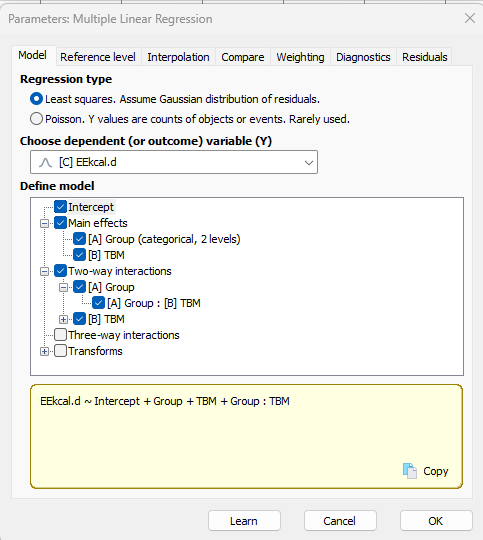 Parameters: Multiple Linear Regression
Model Reference level Interpolation Compare Weighting Diagnostics Residuals
Regression type
Least squares. Assume Gaussian distribution of residuals.
Poisson. Y values are counts of objects or events. Rarely used.
Choose dependent (or outcome) variable (Y)
[C] EEkcal.d
Define model
Intercept
Main effects
[A] Group (categorical, 2 levels)
[B] TBM
Two-way interactions
[A] Group
[A] Group : [B] TBM
[B] TBM
Three-way interactions
Transforms
EEkcal.d ~ Intercept + Group + TBM + Group : TBM
Copy
Learn Cancel OK